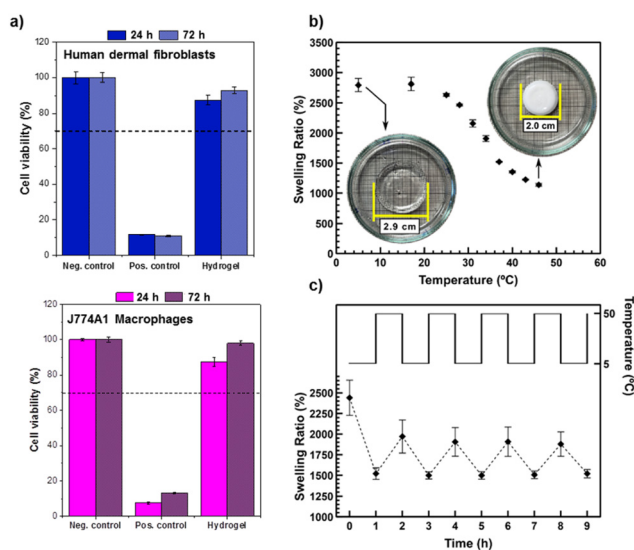 a)
24 h 72 h
120
100
80
60
40
20
0
Cell viability (%)
Human dermal fibroblasts
Neg. control Pos. control Hydrogel
24 h 72 h
120
100
80
60
40
20
0
Cell viability (%)
J774A1 Macrophages
Neg. control Pos. control Hydrogel
b)
3500
3000
2500
2000
1500
1000
500
0
Swelling Ratio (%)
2.0 cm
2.9 cm
0 10 20 30 40 50 60
Temperature (ºC)
c)
50
5
Temperature (ºC)
2500
2250
2000
1750
1500
1250
1000
Swelling Ratio (%)
0 1 2 3 4 5 6 7 8 9
Time (h)